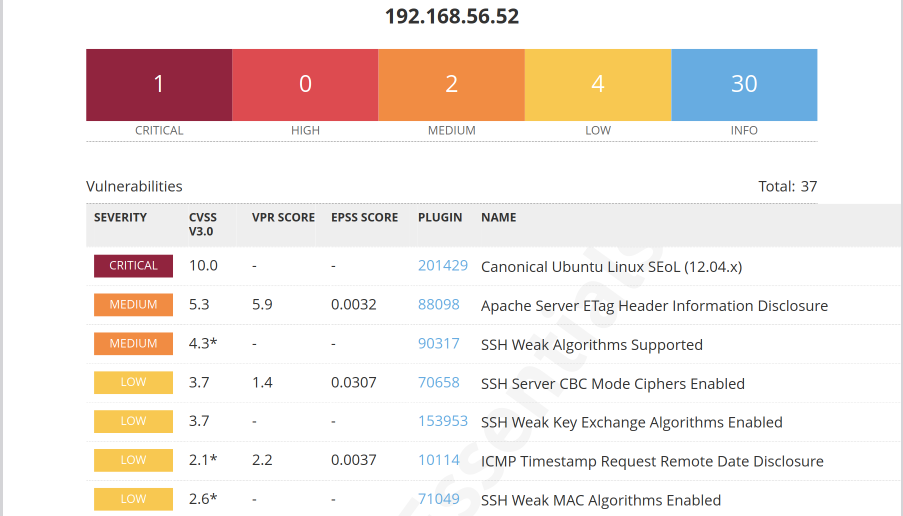 192.168.56.52
1 0 2 4 30
CRITICAL HIGH MEDIUM LOW INFO
Vulnerabilities Total: 37
SEVERITY CVSS V3.0 VPR SCORE EPSS SCORE PLUGIN NAME
CRITICAL 10.0 - - 201429 Canonical Ubuntu Linux SEoL (12.04.x)
MEDIUM 5.3 5.9 0.0032 88098 Apache Server ETag Header Information Disclosure
MEDIUM 4.3* - - 90317 SSH Weak Algorithms Supported
LOW 3.7 1.4 0.0307 70658 SSH Server CBC Mode Ciphers Enabled
LOW 3.7 - - 153953 SSH Weak Key Exchange Algorithms Enabled
LOW 2.1* 2.2 0.0037 10114 ICMP Timestamp Request Remote Date Disclosure
LOW 2.6* - - 71049 SSH Weak MAC Algorithms Enabled
Essentials